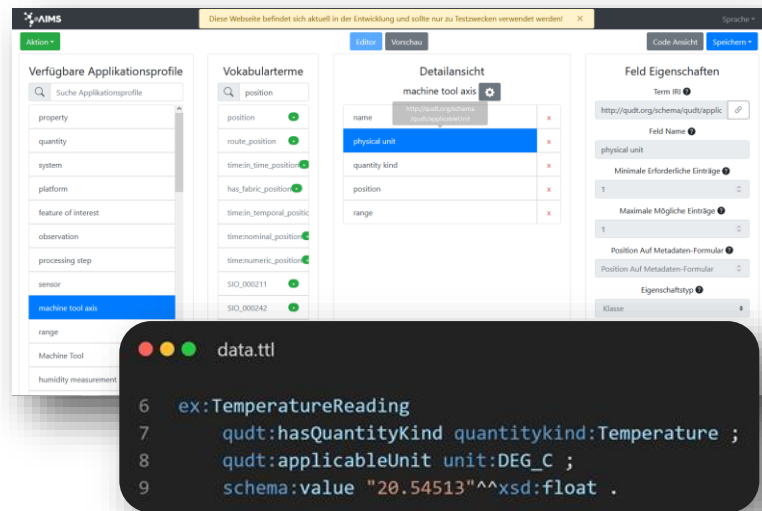 AIMS
Diese Webseite befindet sich aktuell in der Entwicklung und sollte nur zu Testzwecken verwendet werden!
×
Sprache
Aktion
Editor
Vorschau
Code Ansicht
Speichern
Verfügbare Applikationsprofile
Suche Applikationsprofile
property
quantity
system
platform
feature of interest
observation
processing step
sensor
machine tool axis
range
Machine Tool
humidity measurement
Vokabularterme
position
position
route_position
time:in_time_position
has_fabric_position
time:in_temporal_positic
time:nominal_position
time:numeric_position
SIO_000211
SIO_000242
Detailansicht
machine tool axis
http://qudt.org/schema
/qudt/applicableUnit
name x
physical unit x
quantity kind x
position x
range x
Feld Eigenschaften
Term IRI ?
http://qudt.org/schema/qudt/applic
Feld Name ?
physical unit
Minimale Erforderliche Einträge ?
1
Maximale Mögliche Einträge ?
1
Position Auf Metadaten-Formular ?
Position Auf Metadaten-Formular
Eigenschaftstyp ?
Klasse
data.ttl
6 ex:TemperatureReading
7 qudt:hasQuantityKind quantitykind:Temperature ;
8 qudt:applicableUnit unit:DEG_C ;
9 schema:value "20.54513"^^xsd:float .